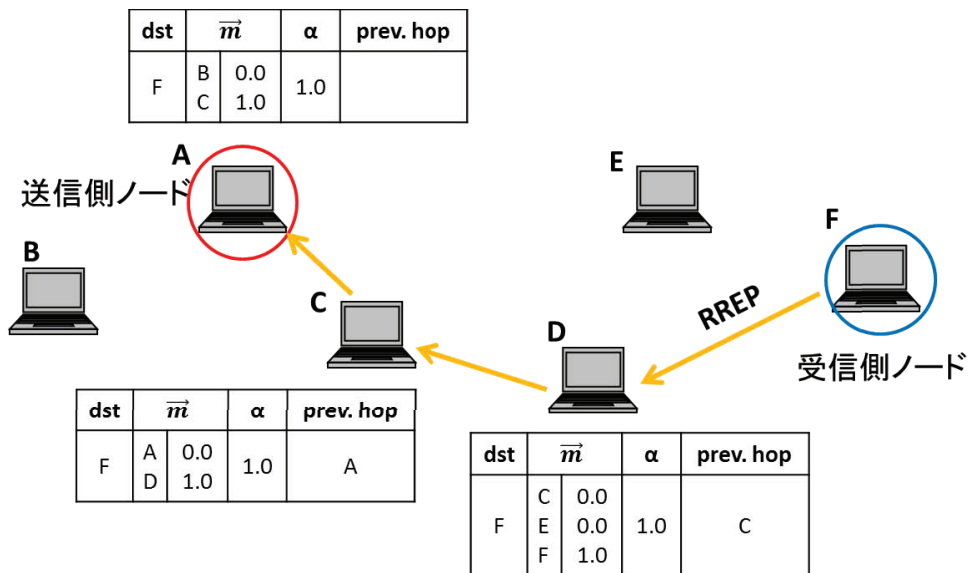 dst m α prev. hop
F B 0.0 1.0
C 1.0
A
送信側ノード
E
F
B
C
RREP
D
受信側ノード
dst m α prev. hop
F A 0.0 1.0 A
D 1.0
dst m α prev. hop
C 0.0
F E 0.0 1.0 C
F 1.0